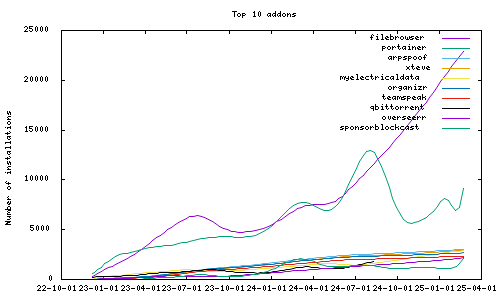 Top 10 addons
Number of installations
25000
20000
15000
10000
5000
0
filebrowser
portainer
arpspoof
xteve
myelectricaldata
organizr
teamspeak
qbittorrent
overseerr
sponsorblockcast
22-10-01 23-01-01 23-04-01 23-07-01 23-10-01 24-01-01 24-04-01 24-07-01 24-10-01 25-01-01 25-04-01